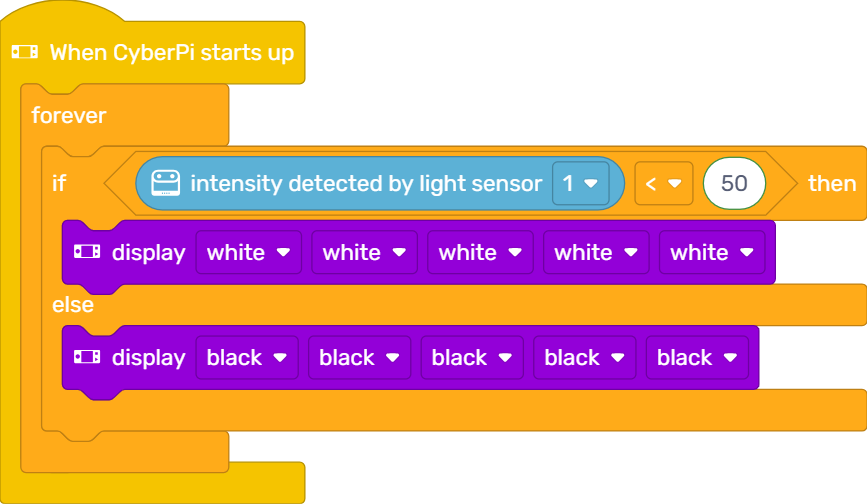 When CyberPi starts up
forever
if intensity detected by light sensor 1 < 50 then
display white white white white white
else
display black black black black black